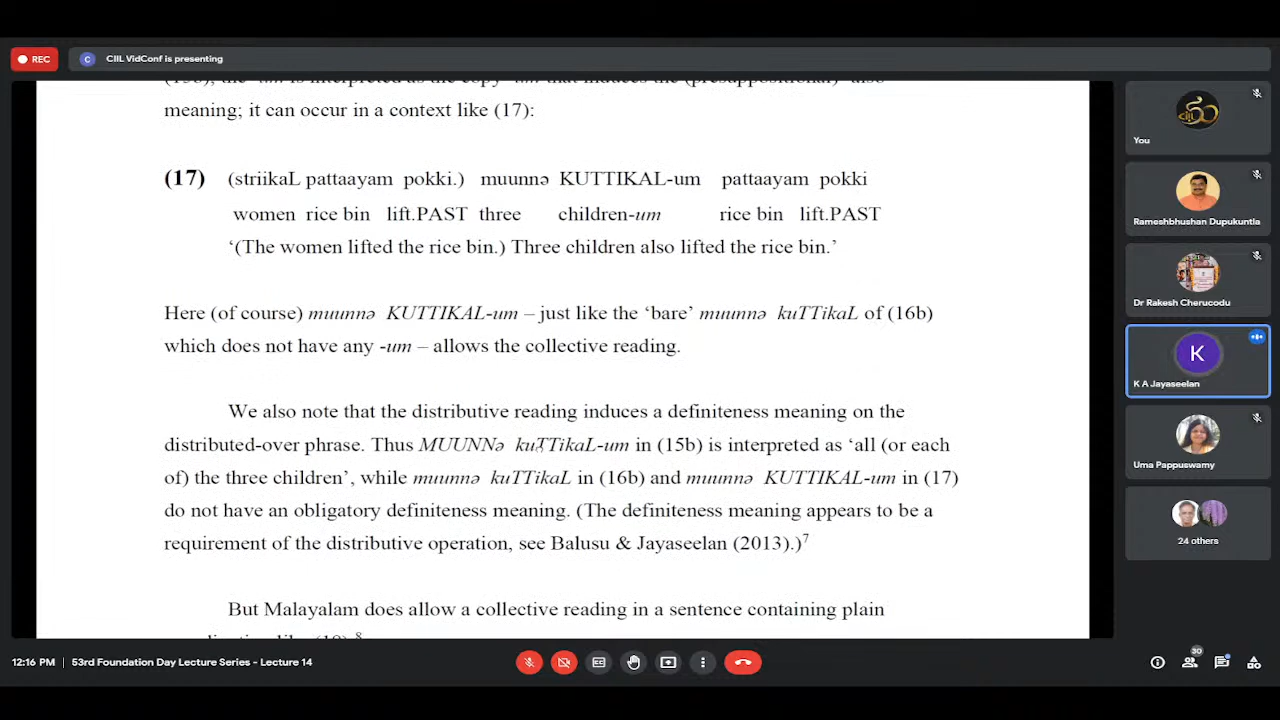 REC
C
CIIL VidConf is presenting
meaning; it can occur in a context like (17):
(17) (striikaL pattaayam pokki.) muunnə KUTTIKAL-um pattaayam pokki
women rice bin lift.PAST three children-um rice bin lift.PAST
‘(The women lifted the rice bin.) Three children also lifted the rice bin.’
Here (of course) muunnə KUTTIKAL-um – just like the ‘bare’ muunnə kuTTikaL of (16b)
which does not have any -um – allows the collective reading.
We also note that the distributive reading induces a definiteness meaning on the
distributed-over phrase. Thus MUUNNə kuTTikaL-um in (15b) is interpreted as ‘all (or each
of) the three children’, while muunnə kuTTikaL in (16b) and muunnə KUTTIKAL-um in (17)
do not have an obligatory definiteness meaning. (The definiteness meaning appears to be a
requirement of the distributive operation, see Balusu & Jayaseelan (2013).)7
But Malayalam does allow a collective reading in a sentence containing plain
You
Rameshbhushan Dupukuntla
Dr Rakesh Cherucodu
K
K A Jayaseelan
Uma Pappuswamy
24 others
12:16 PM | 53rd Foundation Day Lecture Series - Lecture 14
30